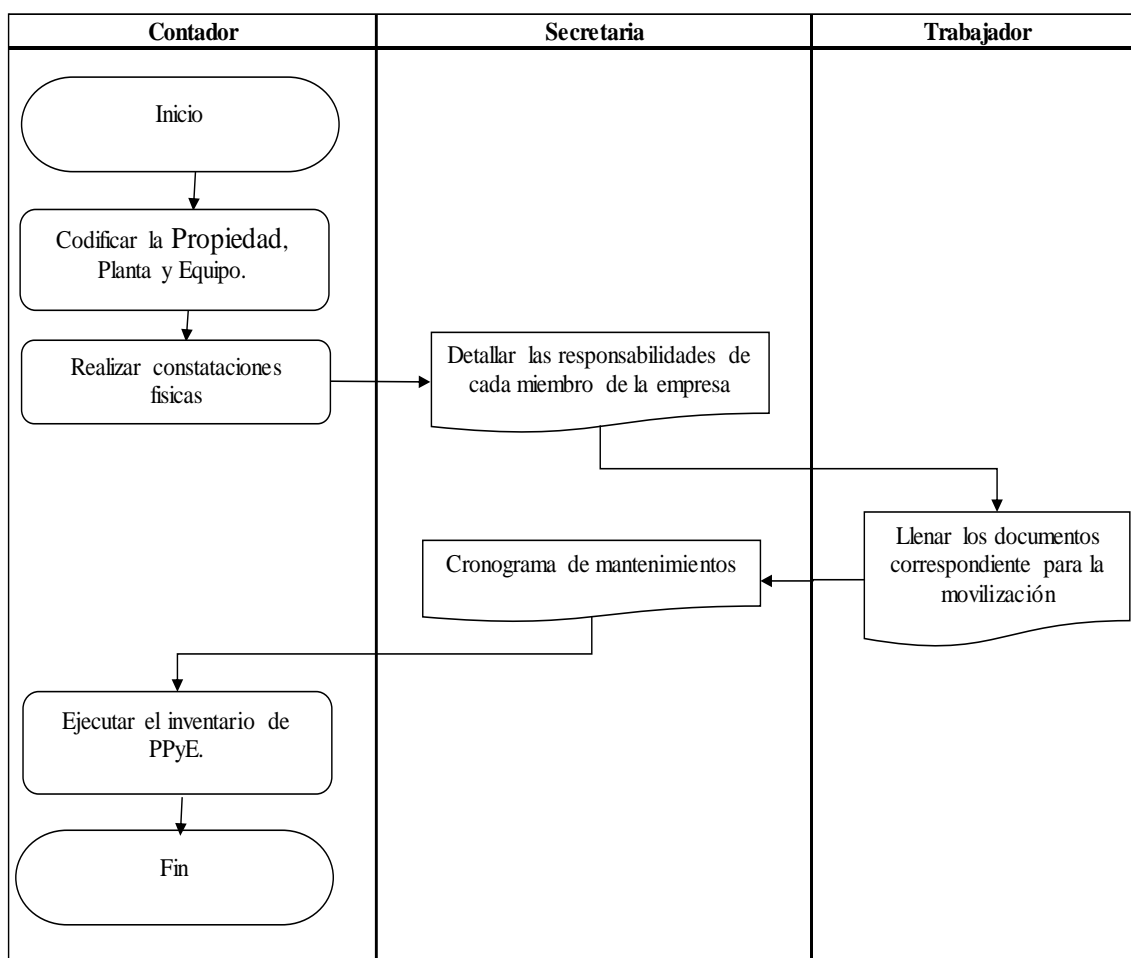 Contador
Secretaria
Trabajador
Inicio
Codificar la Propiedad,
Planta y Equipo.
Realizar constataciones
fisicas
Detallar las responsabilidades de
cada miembro de la empresa
Llenar los documentos
correspondiente para la
movilización
Cronograma de mantenimientos
Ejecutar el inventario de
PPyE.
Fin